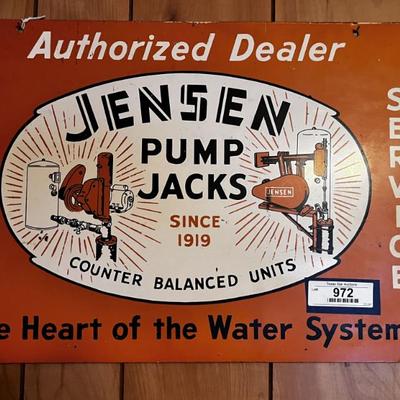 Authorized Dealer
JENSEN
PUMP
JACKS
SINCE
1919
JENSEN
COUNTER BALANCED UNITS
SERVICE
972
e Heart of the Water System